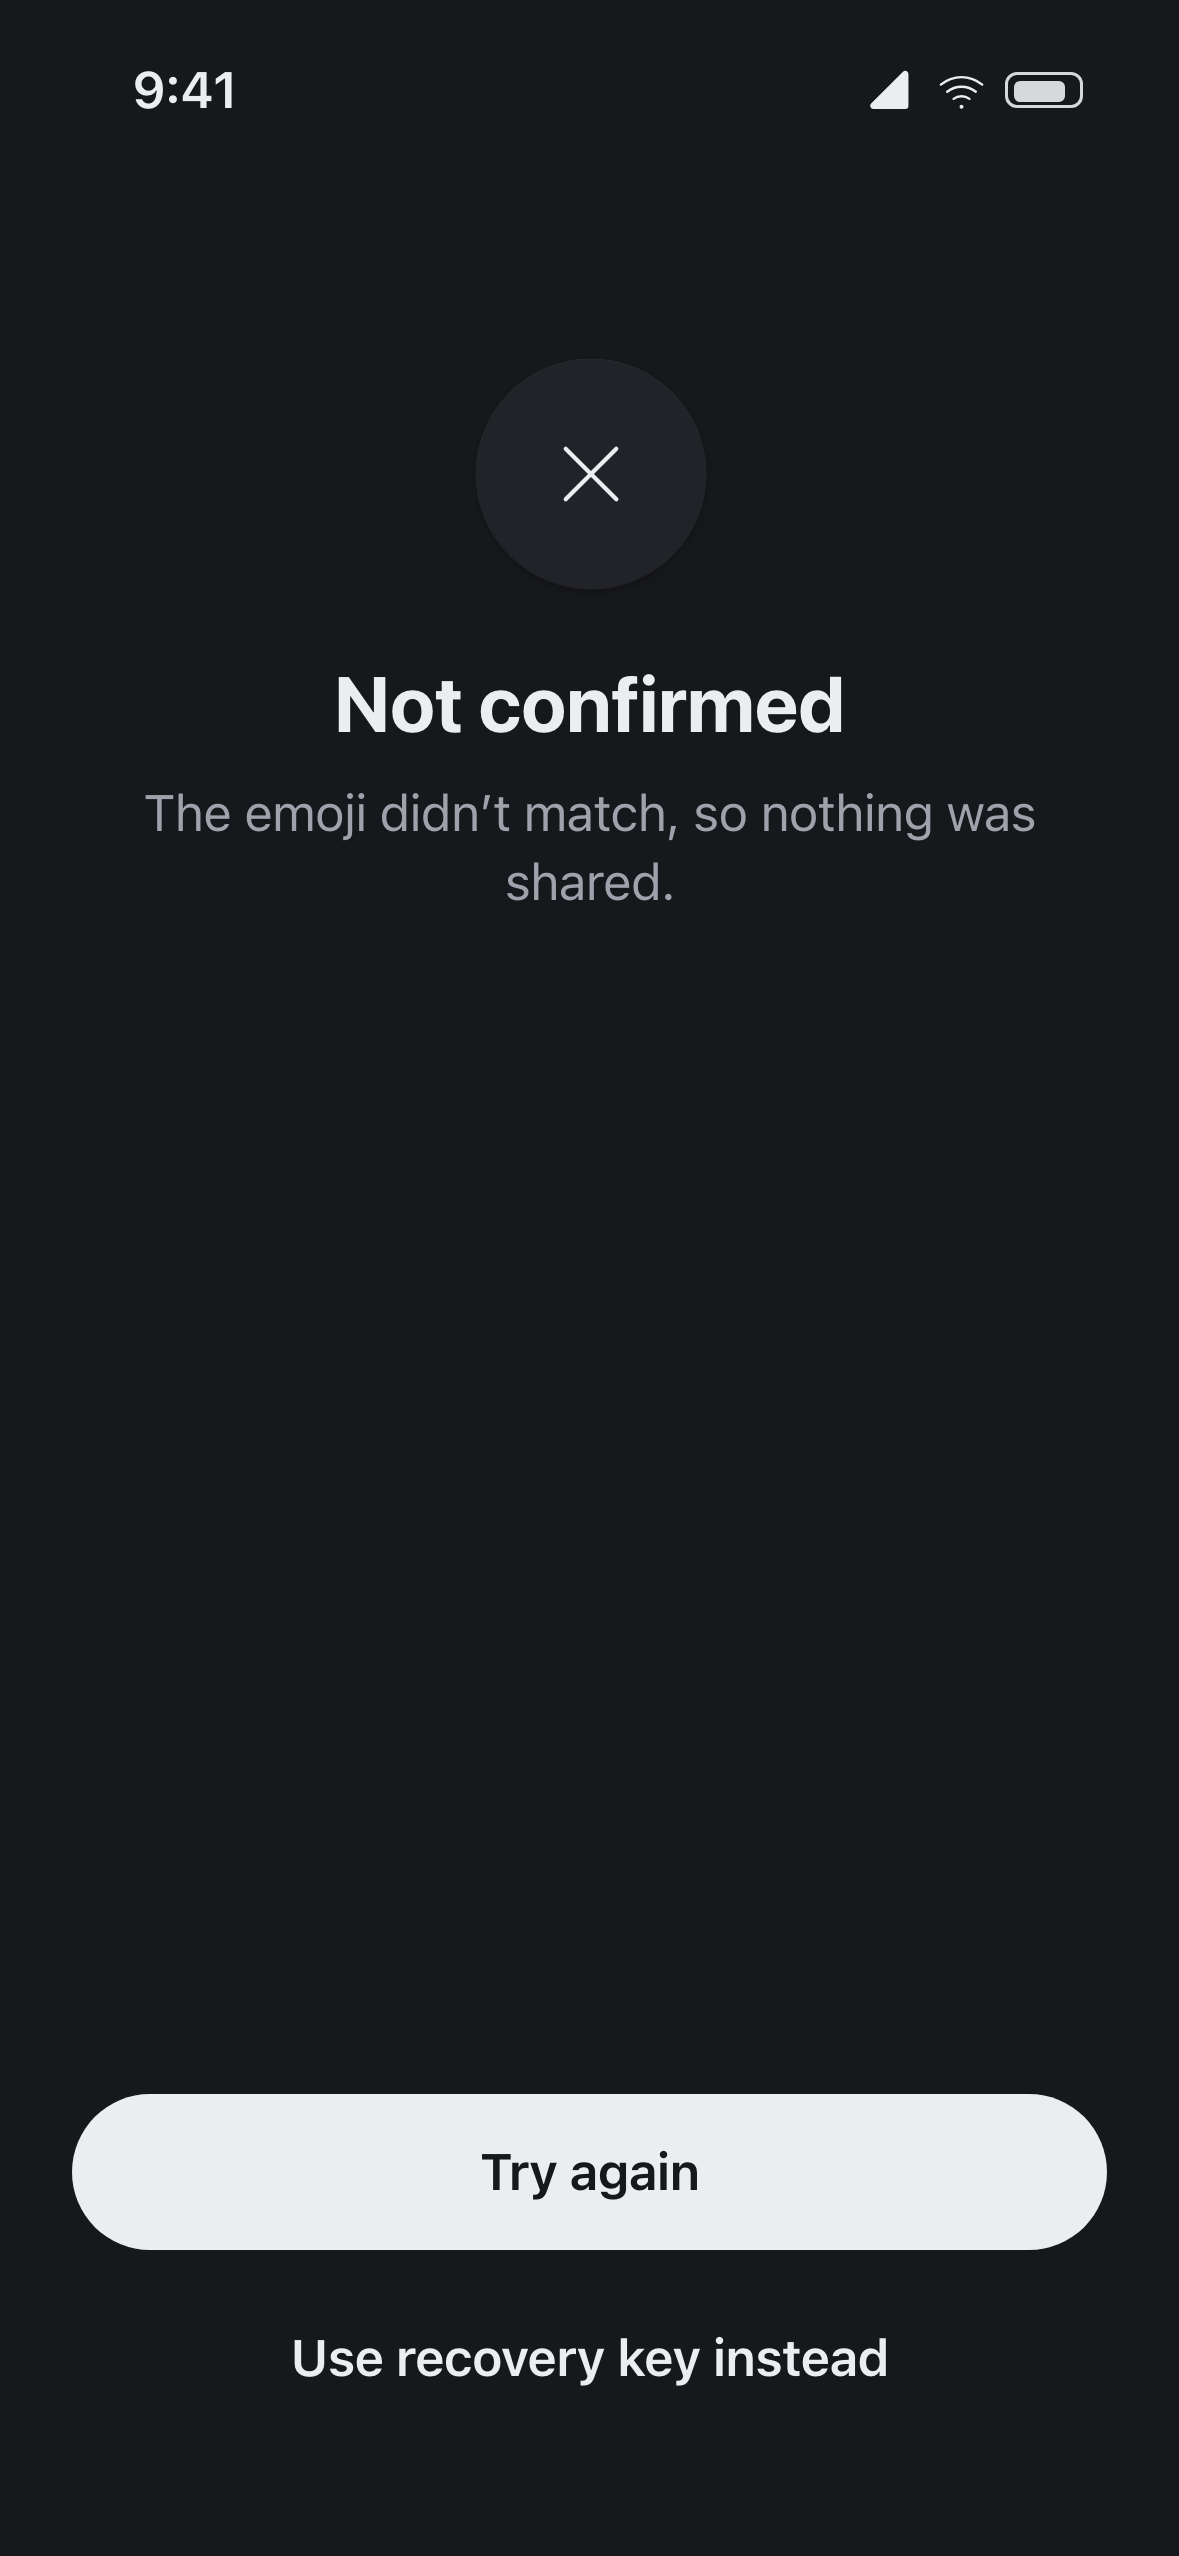 9:41
Not confirmed
The emoji didn’t match, so nothing was
shared.
Try again
Use recovery key instead